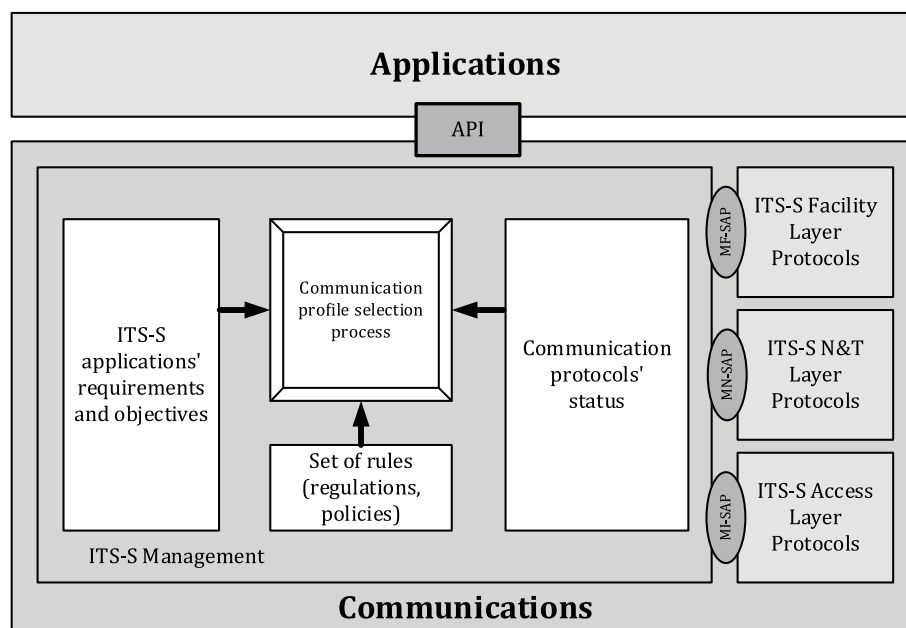 Applications
API
ITS-S
applications'
requirements
and objectives
Communication
profile selection
process
Set of rules
(regulations,
policies)
Communication
protocols'
status
ITS-S Management
MF-SAP
ITS-S Facility
Layer
Protocols
MN-SAP
ITS-S N&T
Layer
Protocols
MI-SAP
ITS-S Access
Layer
Protocols
Communications